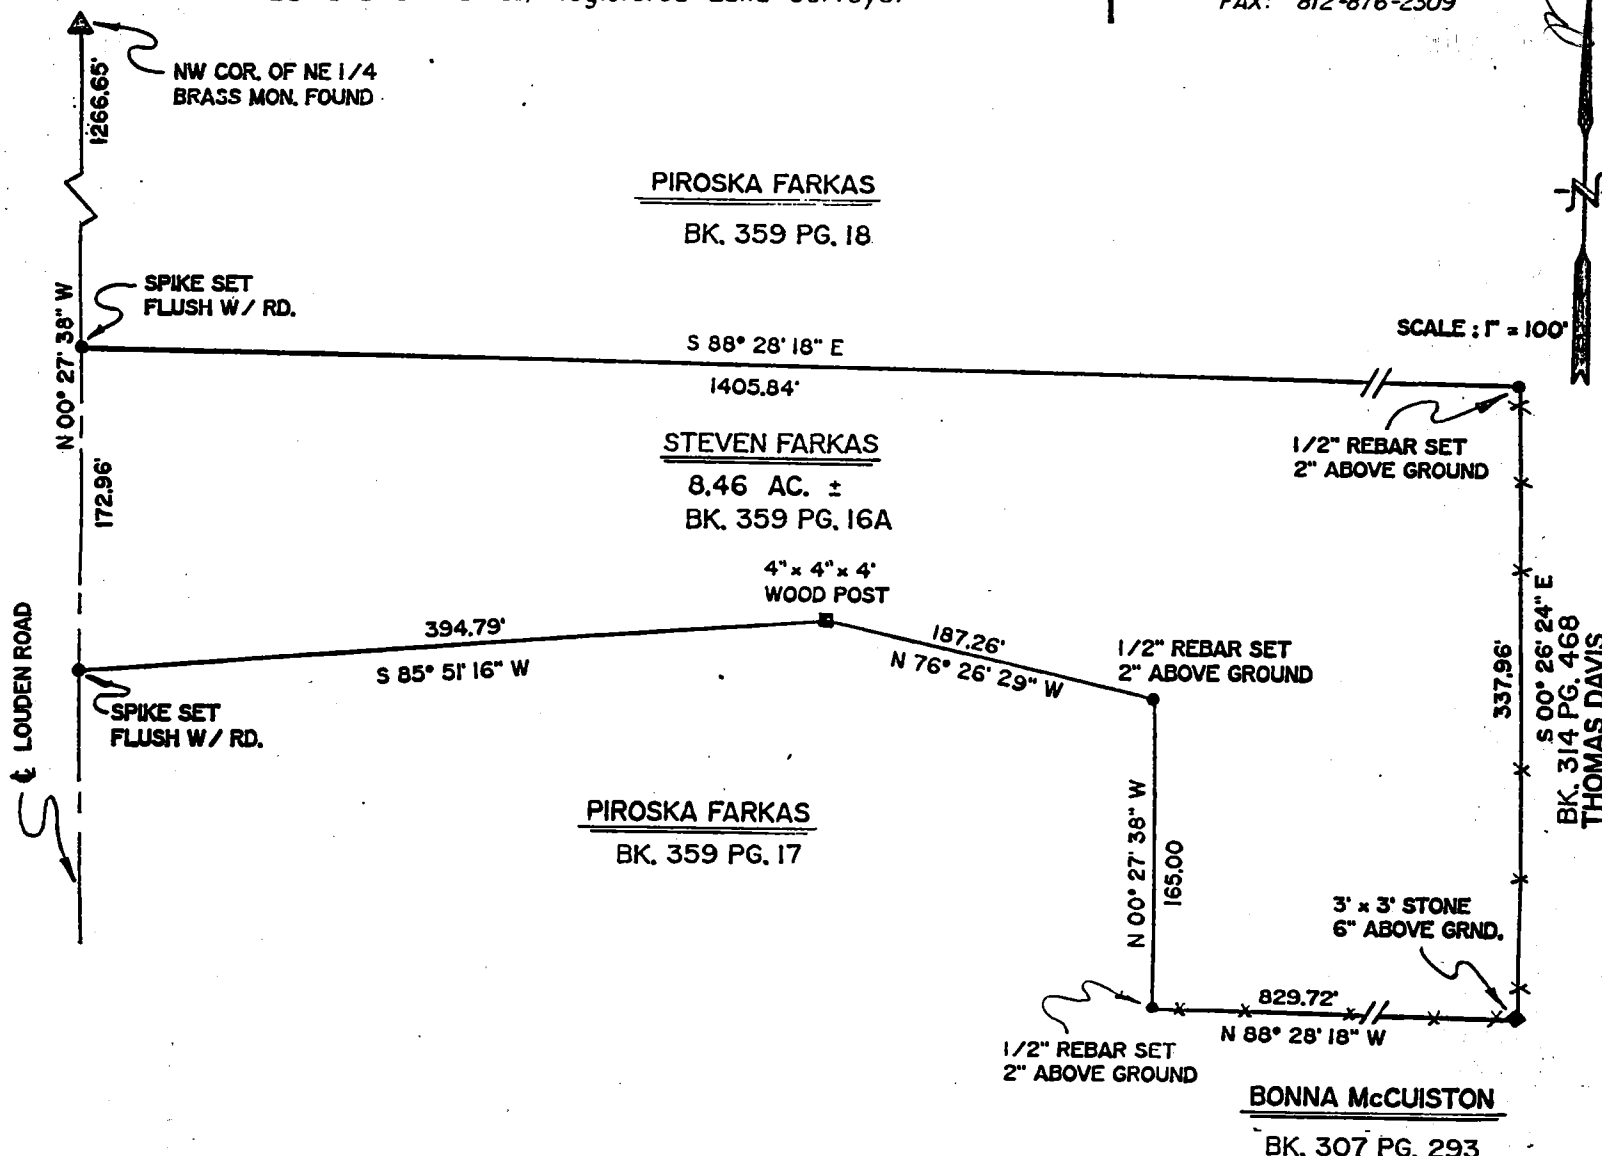 Registered Land Surveyor
FAX: 812-876-2309
NW COR. OF NE 1/4
BRASS MON. FOUND
1266.65'
PIROSKA FARKAS
BK. 359 PG. 18
SPIKE SET
FLUSH W/ RD.
N 00° 27' 38" W
SCALE : 1" = 100'
S 88° 28' 18" E
1405.84'
1/2" REBAR SET
2" ABOVE GROUND
STEVEN FARKAS
8.46 AC. ±
BK. 359 PG. 16A
172.96'
4" x 4" x 4'
WOOD POST
394.79'
S 85° 51' 16" W
187.26'
N 76° 26' 29" W
1/2" REBAR SET
2" ABOVE GROUND
337.96'
S 00° 26' 24" E
BK. 314 PG. 468
THOMAS DAVIS
℄ LOUDEN ROAD
SPIKE SET
FLUSH W/ RD.
PIROSKA FARKAS
BK. 359 PG. 17
N 00° 27' 38" W
165.00
3' x 3' STONE
6" ABOVE GRND.
829.72'
N 88° 28' 18" W
1/2" REBAR SET
2" ABOVE GROUND
BONNA McCUISTON
BK. 307 PG. 293